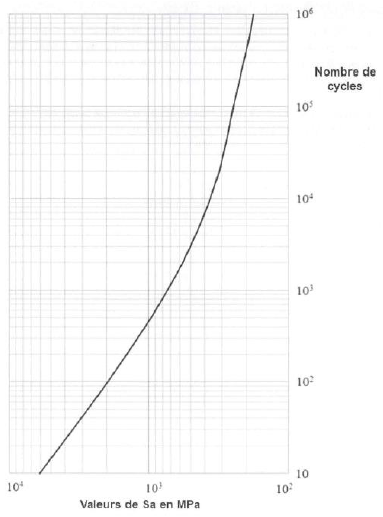 10⁶
Nombre de
cycles
10⁵
10⁴
10³
10²
10
10⁴ 10³ 10²
Valeurs de Sa en MPa